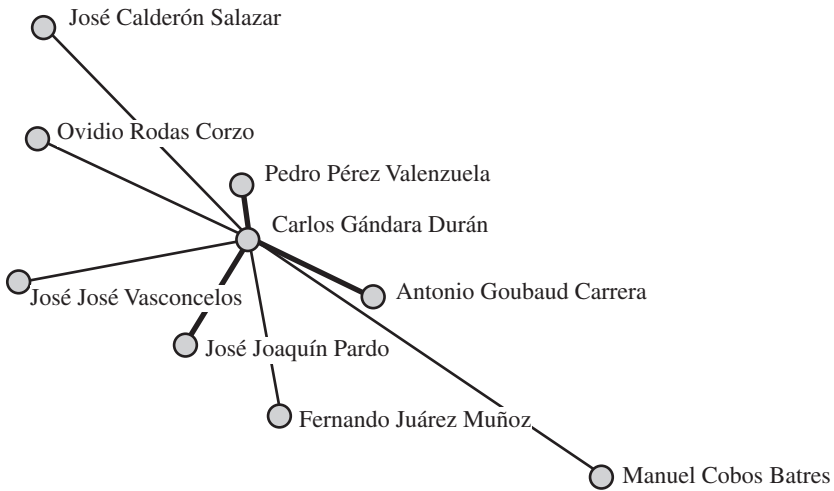 José Calderón Salazar
Ovidio Rodas Corzo
Pedro Pérez Valenzuela
Carlos Gándara Durán
Antonio Goubaud Carrera
José José Vasconcelos
José Joaquín Pardo
Fernando Juárez Muñoz
Manuel Cobos Batres